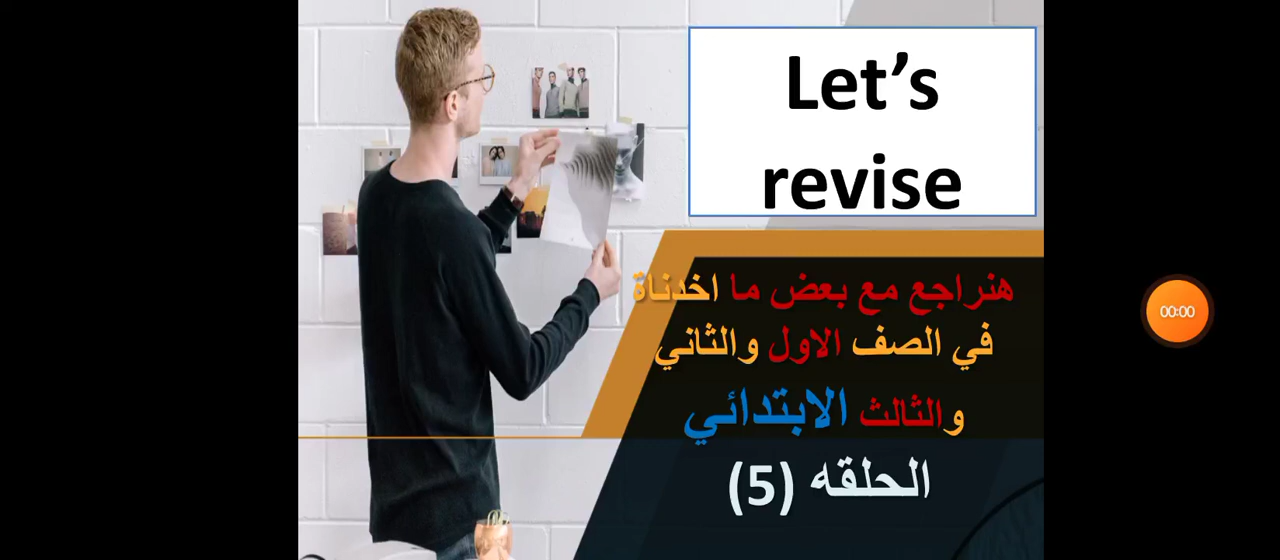 Let’s
revise
هنراجع مع بعض ما اخدناة
في الصف الاول والثاني
والثالث الابتدائي
الحلقه (5)
00:00